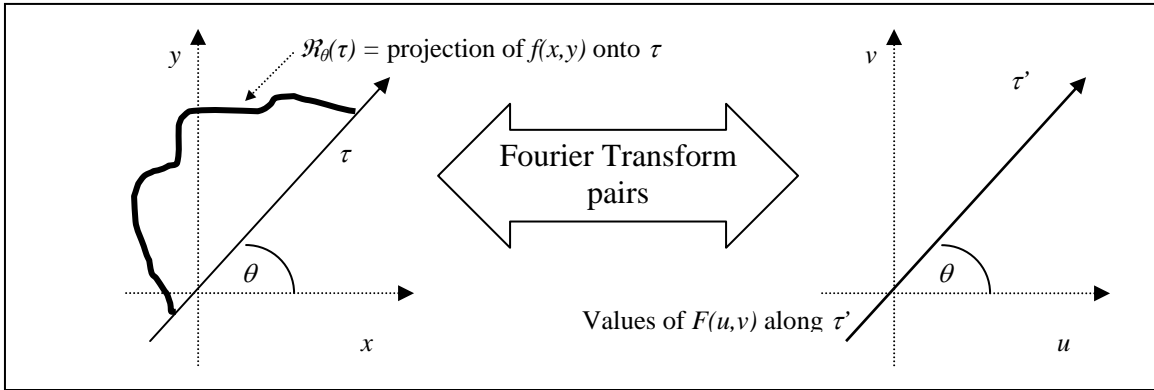 y
ℜθ(τ) = projection of f(x,y) onto τ
τ
θ
x
Fourier Transform
pairs
v
τ’
θ
Values of F(u,v) along τ’
u